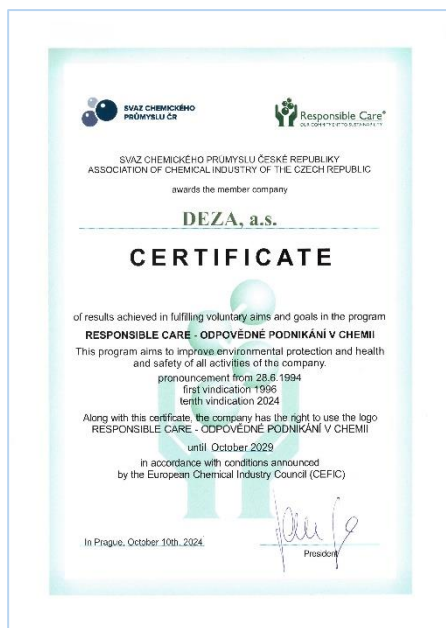 SVAZ CHEMICKÉHO
PRŮMYSLU ČR
Responsible Care®
OUR COMMITMENT TO SUSTAINABILITY
SVAZ CHEMICKÉHO PRŮMYSLU ČESKÉ REPUBLIKY
ASSOCIATION OF CHEMICAL INDUSTRY OF THE CZECH REPUBLIC
awards the member company
DEZA, a.s.
CERTIFICATE
of results achieved in fulfilling voluntary aims and goals in the program
RESPONSIBLE CARE - ODPOVĚDNÉ PODNIKÁNÍ V CHEMII
This program aims to improve environmental protection and health
and safety of all activities of the company.
pronouncement from 28.6.1994
first vindication 1996
tenth vindication 2024
Along with this certificate, the company has the right to use the logo
RESPONSIBLE CARE - ODPOVĚDNÉ PODNIKÁNÍ V CHEMII
until October 2029
in accordance with conditions announced
by the European Chemical Industry Council (CEFIC)
In Prague, October 10th, 2024
President